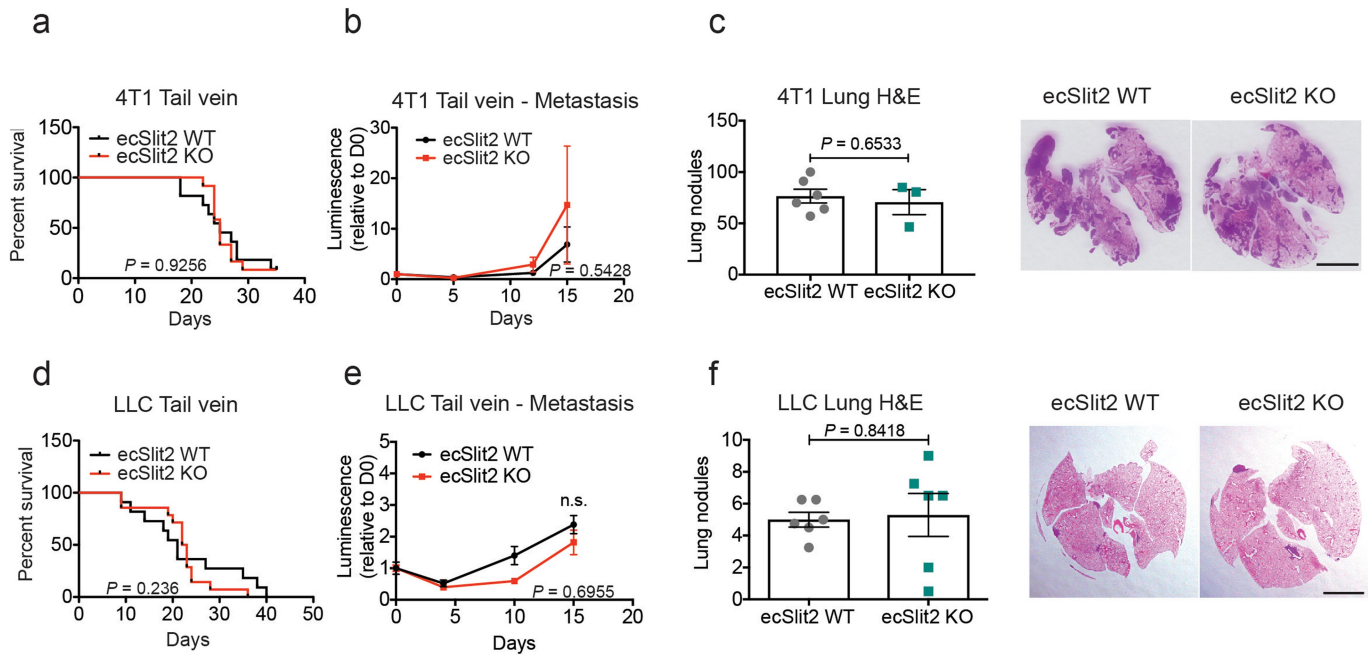 a
4T1 Tail vein
150
100
50
0
Percent survival
ecSlit2 WT
ecSlit2 KO
P = 0.9256
0 10 20 30 40
Days
b
4T1 Tail vein - Metastasis
30
20
10
0
Luminescence
(relative to D0)
ecSlit2 WT
ecSlit2 KO
P = 0.5428
0 5 10 15 20
Days
c
4T1 Lung H&E
150
100
50
0
Lung nodules
P = 0.6533
ecSlit2 WT ecSlit2 KO
ecSlit2 WT ecSlit2 KO
d
LLC Tail vein
150
100
50
0
Percent survival
ecSlit2 WT
ecSlit2 KO
P = 0.236
0 10 20 30 40 50
Days
e
LLC Tail vein - Metastasis
5
4
3
2
1
0
Luminescence
(relative to D0)
ecSlit2 WT
ecSlit2 KO
n.s.
P = 0.6955
0 5 10 15
Days
f
LLC Lung H&E
10
8
6
4
2
0
Lung nodules
P = 0.8418
ecSlit2 WT ecSlit2 KO
ecSlit2 WT ecSlit2 KO